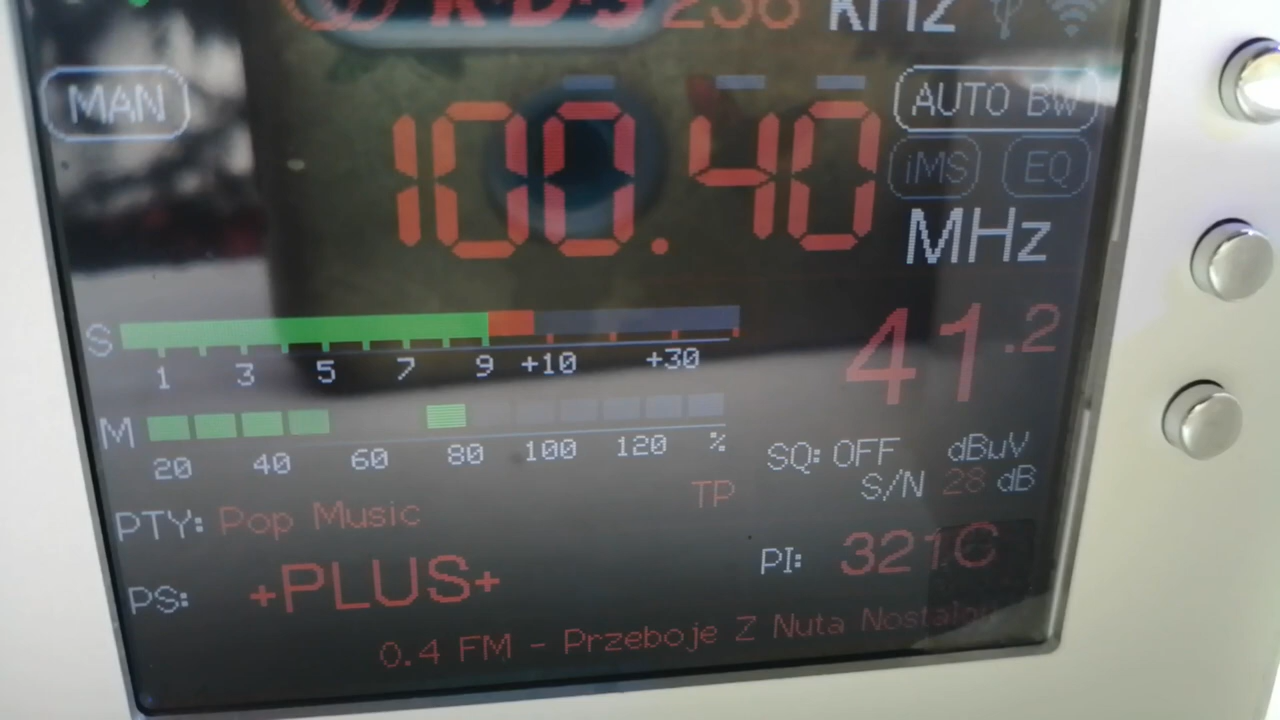 R·D·S 256 kHz
MAN
100.40
AUTO BW
iMS EQ
MHz
S
1 3 5 7 9 +10 +30
41.2
M
20 40 60 80 100 120 %
SQ: OFF dBµV
S/N 28 dB
TP
PTY: Pop Music
PI: 321C
PS: +PLUS+
0.4 FM - Przeboje Z Nuta